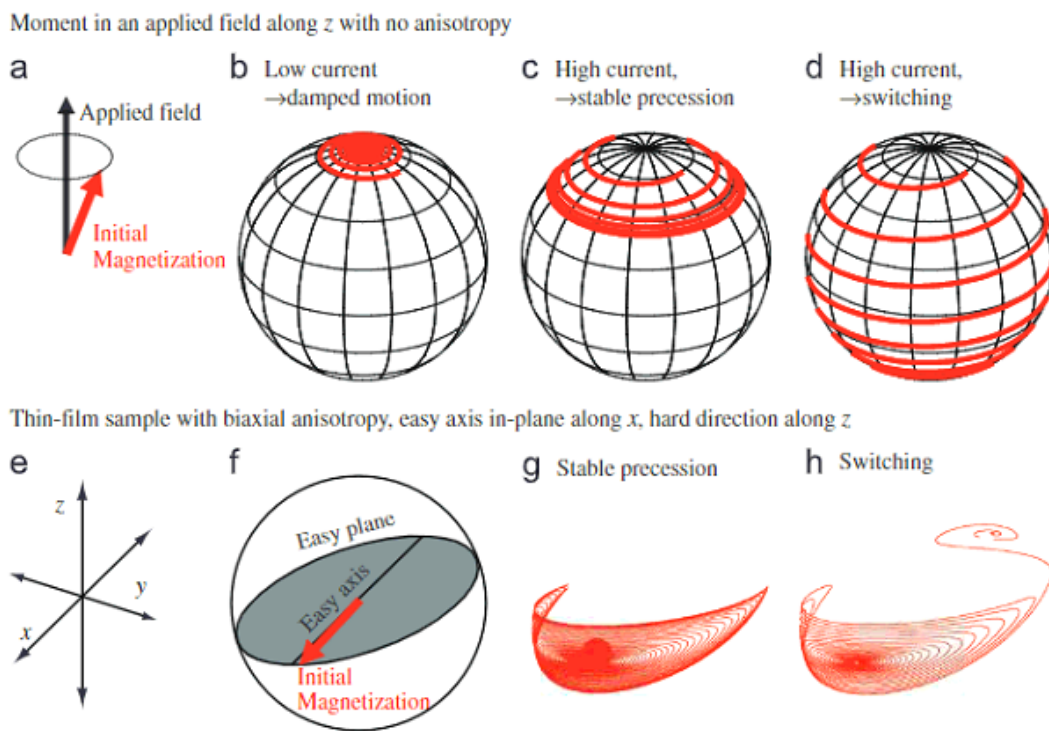 Moment in an applied field along z with no anisotropy
a
Applied field
Initial
Magnetization
b Low current
→damped motion
c High current,
→stable precession
d High current,
→switching
Thin-film sample with biaxial anisotropy, easy axis in-plane along x, hard direction along z
e
z
y
x
f
Easy plane
Easy axis
Initial
Magnetization
g Stable precession
h Switching